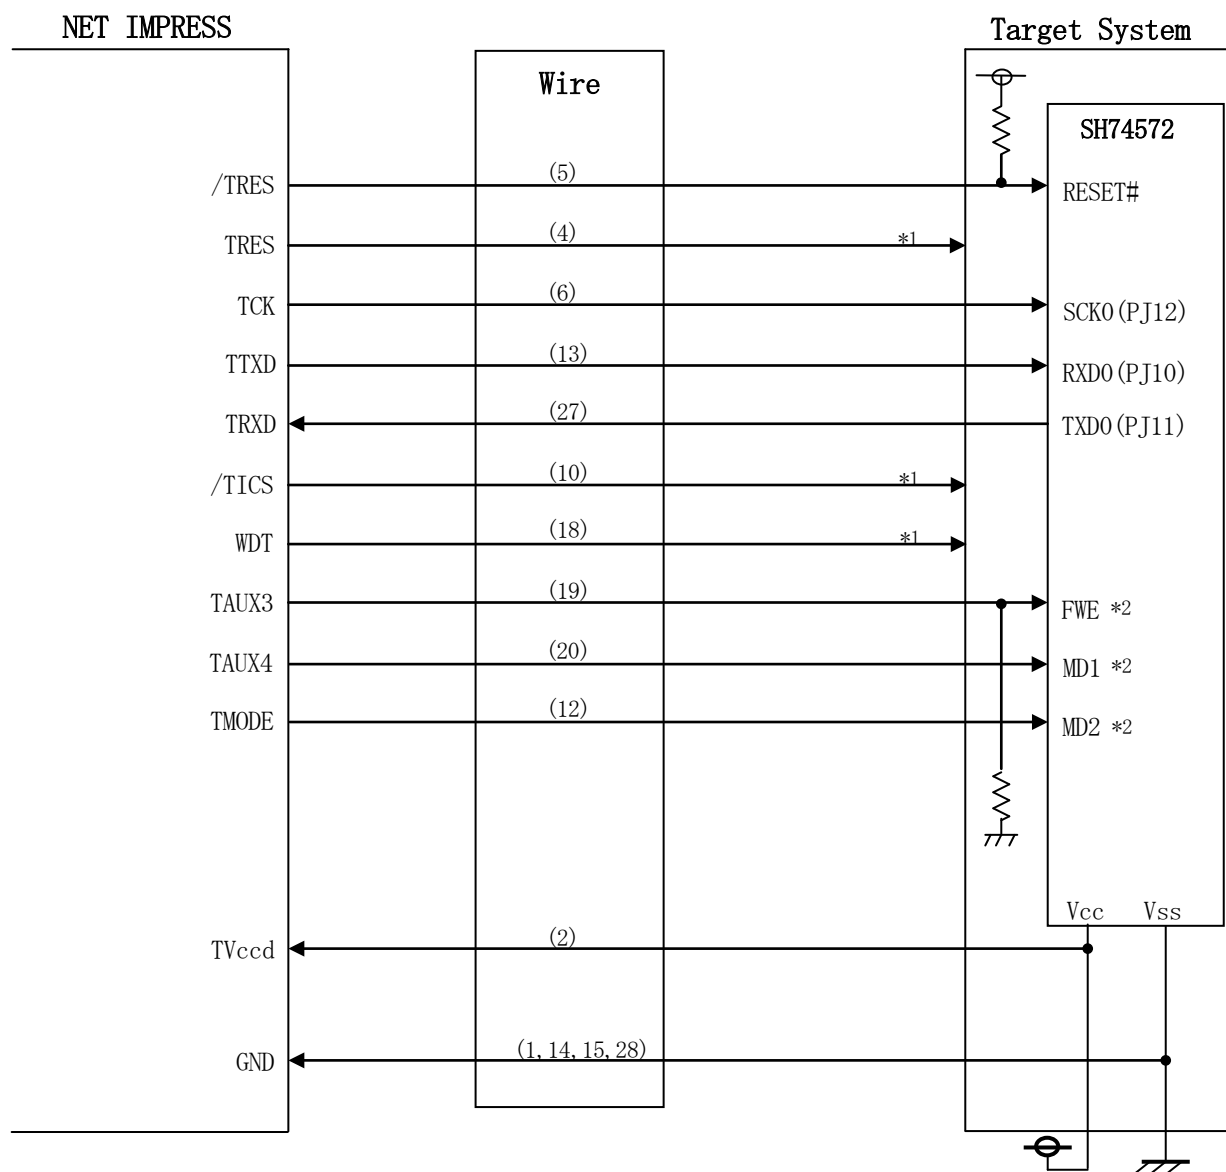 NET IMPRESS
Target System
Wire
SH74572
/TRES (5) RESET#
TRES (4) *1
TCK (6) SCK0(PJ12)
TTXD (13) RXD0(PJ10)
TRXD (27) TXD0(PJ11)
/TICS (10) *1
WDT (18) *1
TAUX3 (19) FWE *2
TAUX4 (20) MD1 *2
TMODE (12) MD2 *2
Vcc Vss
TVccd (2)
GND (1,14,15,28)